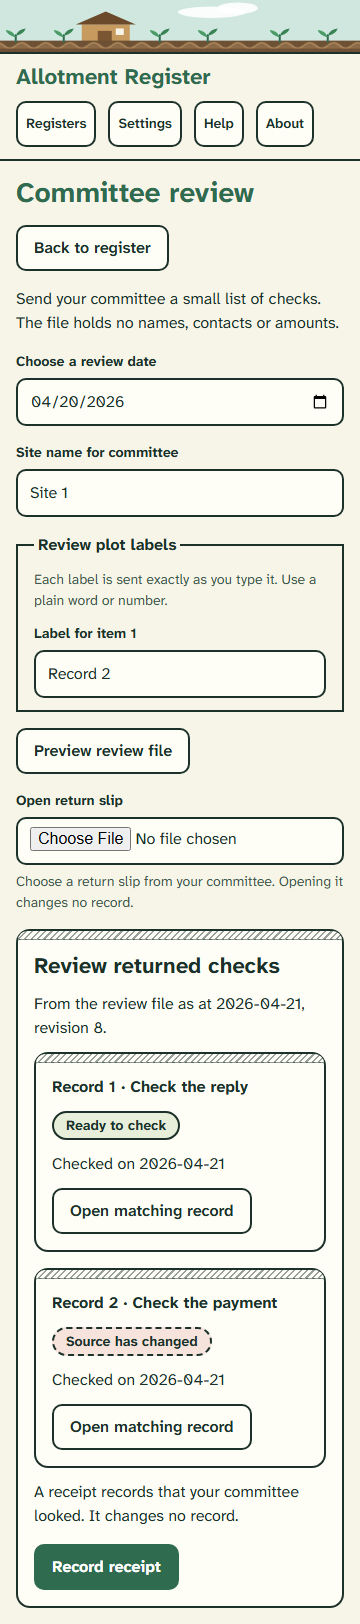 Allotment Register
Registers
Settings
Help
About
Committee review
Back to register
Send your committee a small list of checks.
The file holds no names, contacts or amounts.
Choose a review date
04/20/2026
Site name for committee
Site 1
Review plot labels
Each label is sent exactly as you type it. Use a
plain word or number.
Label for item 1
Record 2
Preview review file
Open return slip
Choose File No file chosen
Choose a return slip from your committee. Opening it
changes no record.
Review returned checks
From the review file as at 2026-04-21,
revision 8.
Record 1 · Check the reply
Ready to check
Checked on 2026-04-21
Open matching record
Record 2 · Check the payment
Source has changed
Checked on 2026-04-21
Open matching record
A receipt records that your committee
looked. It changes no record.
Record receipt